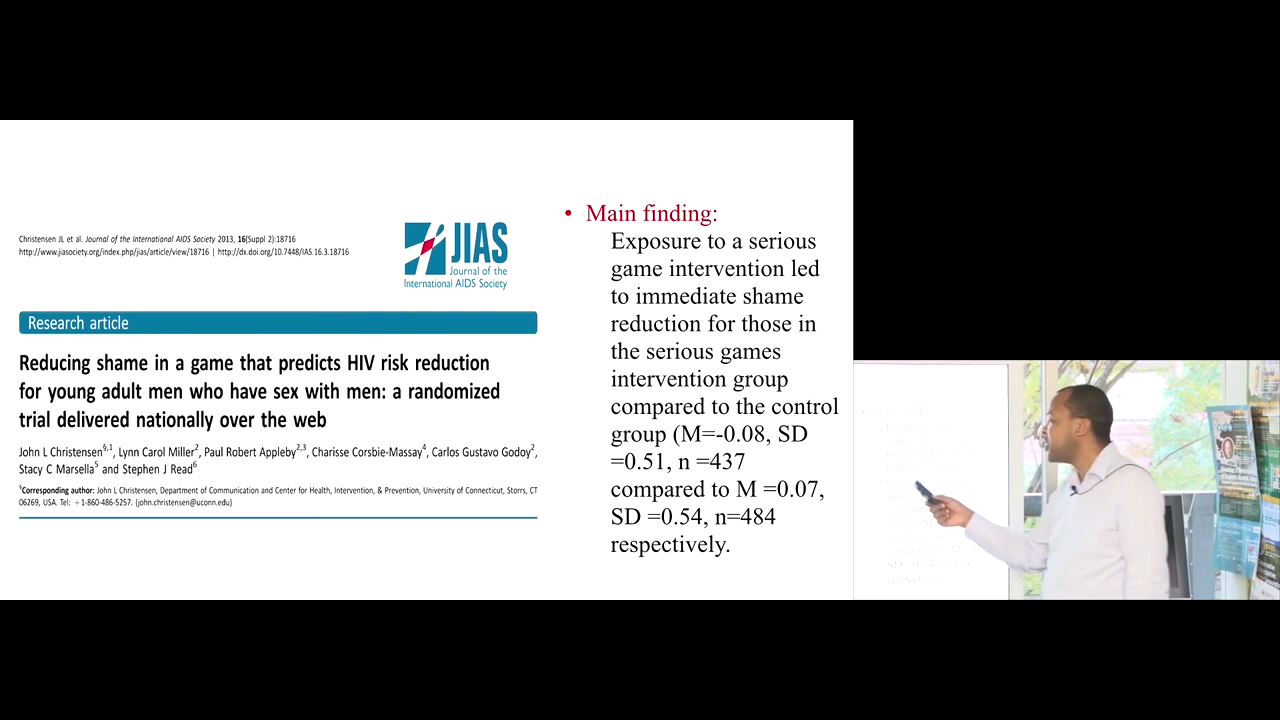 Christensen JL et al. Journal of the International AIDS Society 2013, 16(Suppl 2):18716
http://www.jiasociety.org/index.php/jias/article/view/18716 | http://dx.doi.org/10.7448/IAS.16.3.18716
JIAS
Journal of the
International AIDS Society
Research article
Reducing shame in a game that predicts HIV risk reduction
for young adult men who have sex with men: a randomized
trial delivered nationally over the web
John L Christensen§,1, Lynn Carol Miller2, Paul Robert Appleby2,3, Charisse Corsbie-Massay4, Carlos Gustavo Godoy2,
Stacy C Marsella5 and Stephen J Read6
§Corresponding author: John L Christensen, Department of Communication and Center for Health, Intervention, & Prevention, University of Connecticut, Storrs, CT
06269, USA. Tel: +1-860-486-5257. (john.christensen@uconn.edu)
• Main finding:
Exposure to a serious
game intervention led
to immediate shame
reduction for those in
the serious games
intervention group
compared to the control
group (M=-0.08, SD
=0.51, n =437
compared to M =0.07,
SD =0.54, n=484
respectively.